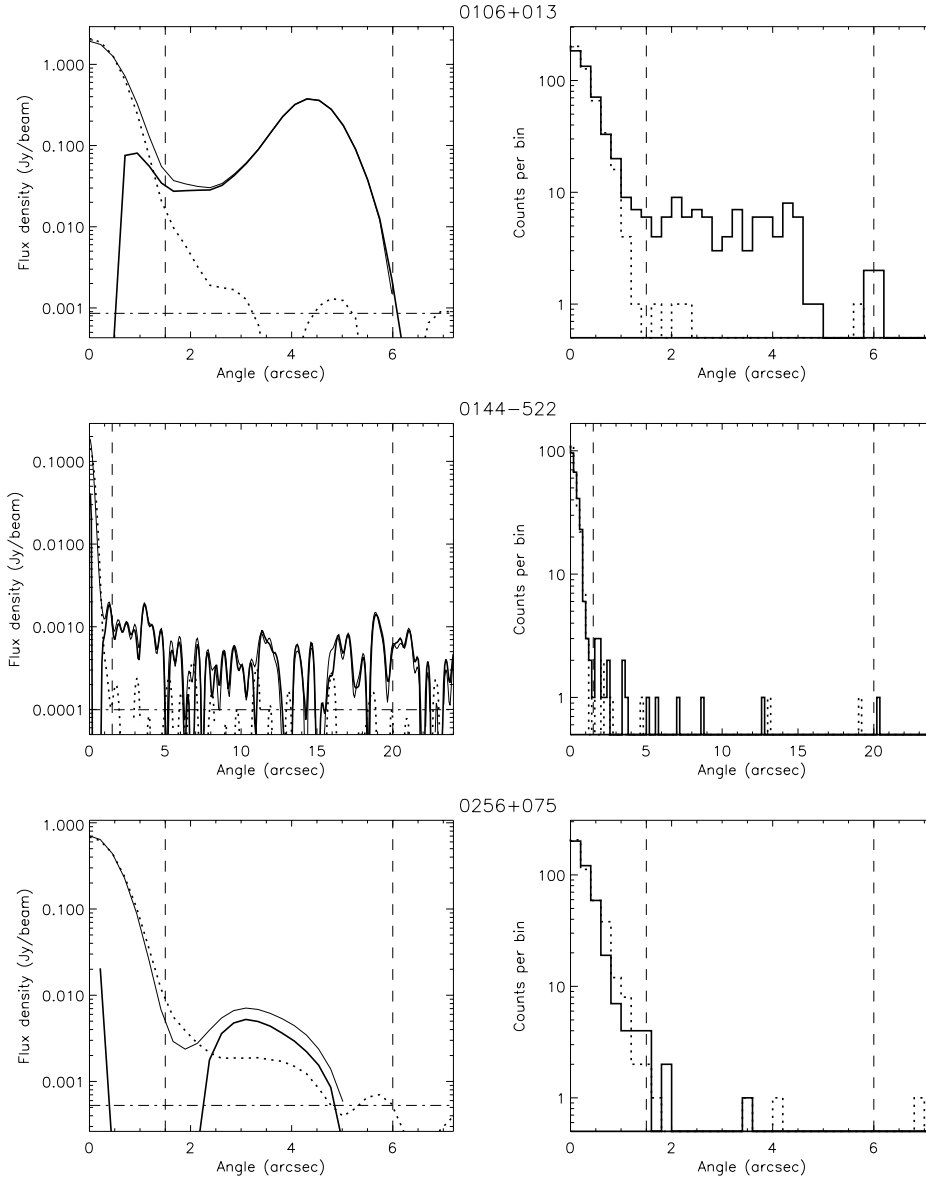 0106+013
Flux density (Jy/beam)
1.000
0.100
0.010
0.001
0 2 4 6
Angle (arcsec)
Counts per bin
100
10
1
0 2 4 6
Angle (arcsec)
0144−522
Flux density (Jy/beam)
0.1000
0.0100
0.0010
0.0001
0 5 10 15 20
Angle (arcsec)
Counts per bin
100
10
1
0 5 10 15 20
Angle (arcsec)
0256+075
Flux density (Jy/beam)
1.000
0.100
0.010
0.001
0 2 4 6
Angle (arcsec)
Counts per bin
100
10
1
0 2 4 6
Angle (arcsec)